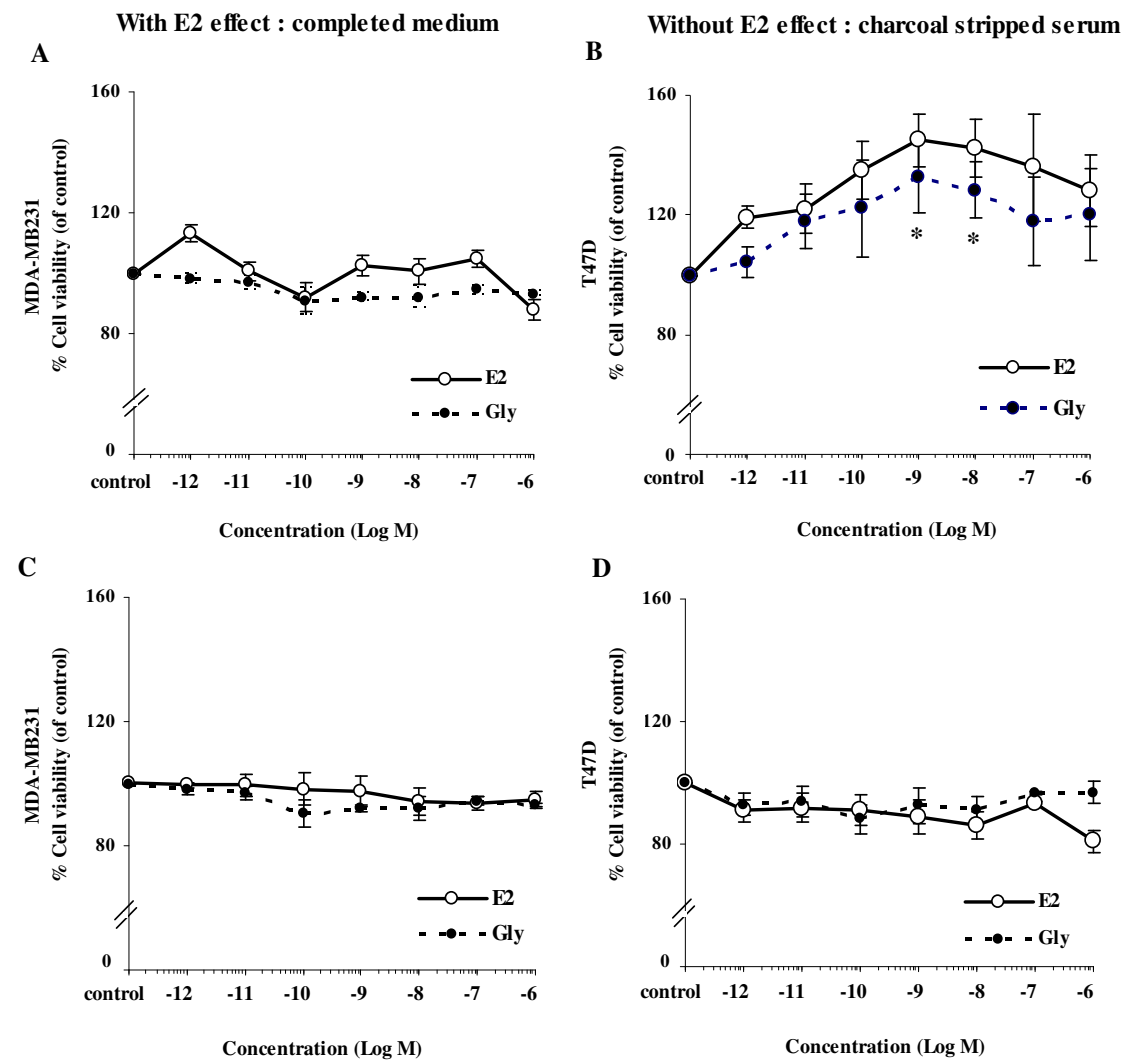 With E2 effect : completed medium
Without E2 effect : charcoal stripped serum
A
MDA-MB231
% Cell viability (of control)
160
120
80
0
E2
Gly
control -12 -11 -10 -9 -8 -7 -6
Concentration (Log M)
B
T47D
% Cell viability (of control)
160
120
80
0
* *
E2
Gly
control -12 -11 -10 -9 -8 -7 -6
Concentration (Log M)
C
MDA-MB231
% Cell viability (of control)
160
120
80
0
E2
Gly
control -12 -11 -10 -9 -8 -7 -6
Concentration (Log M)
D
T47D
% Cell viability (of control)
160
120
80
0
E2
Gly
control -12 -11 -10 -9 -8 -7 -6
Concentration (Log M)